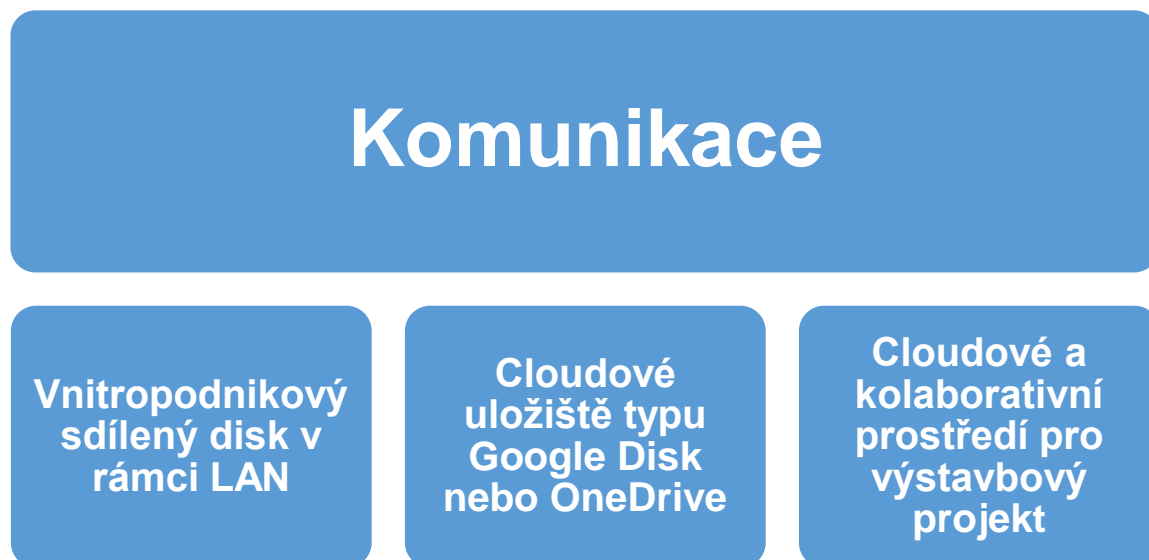 Komunikace
Vnitropodnikový
sdílený disk v
rámci LAN
Cloudové
uložiště typu
Google Disk
nebo OneDrive
Cloudové a
kolaborativní
prostředí pro
výstavbový
projekt